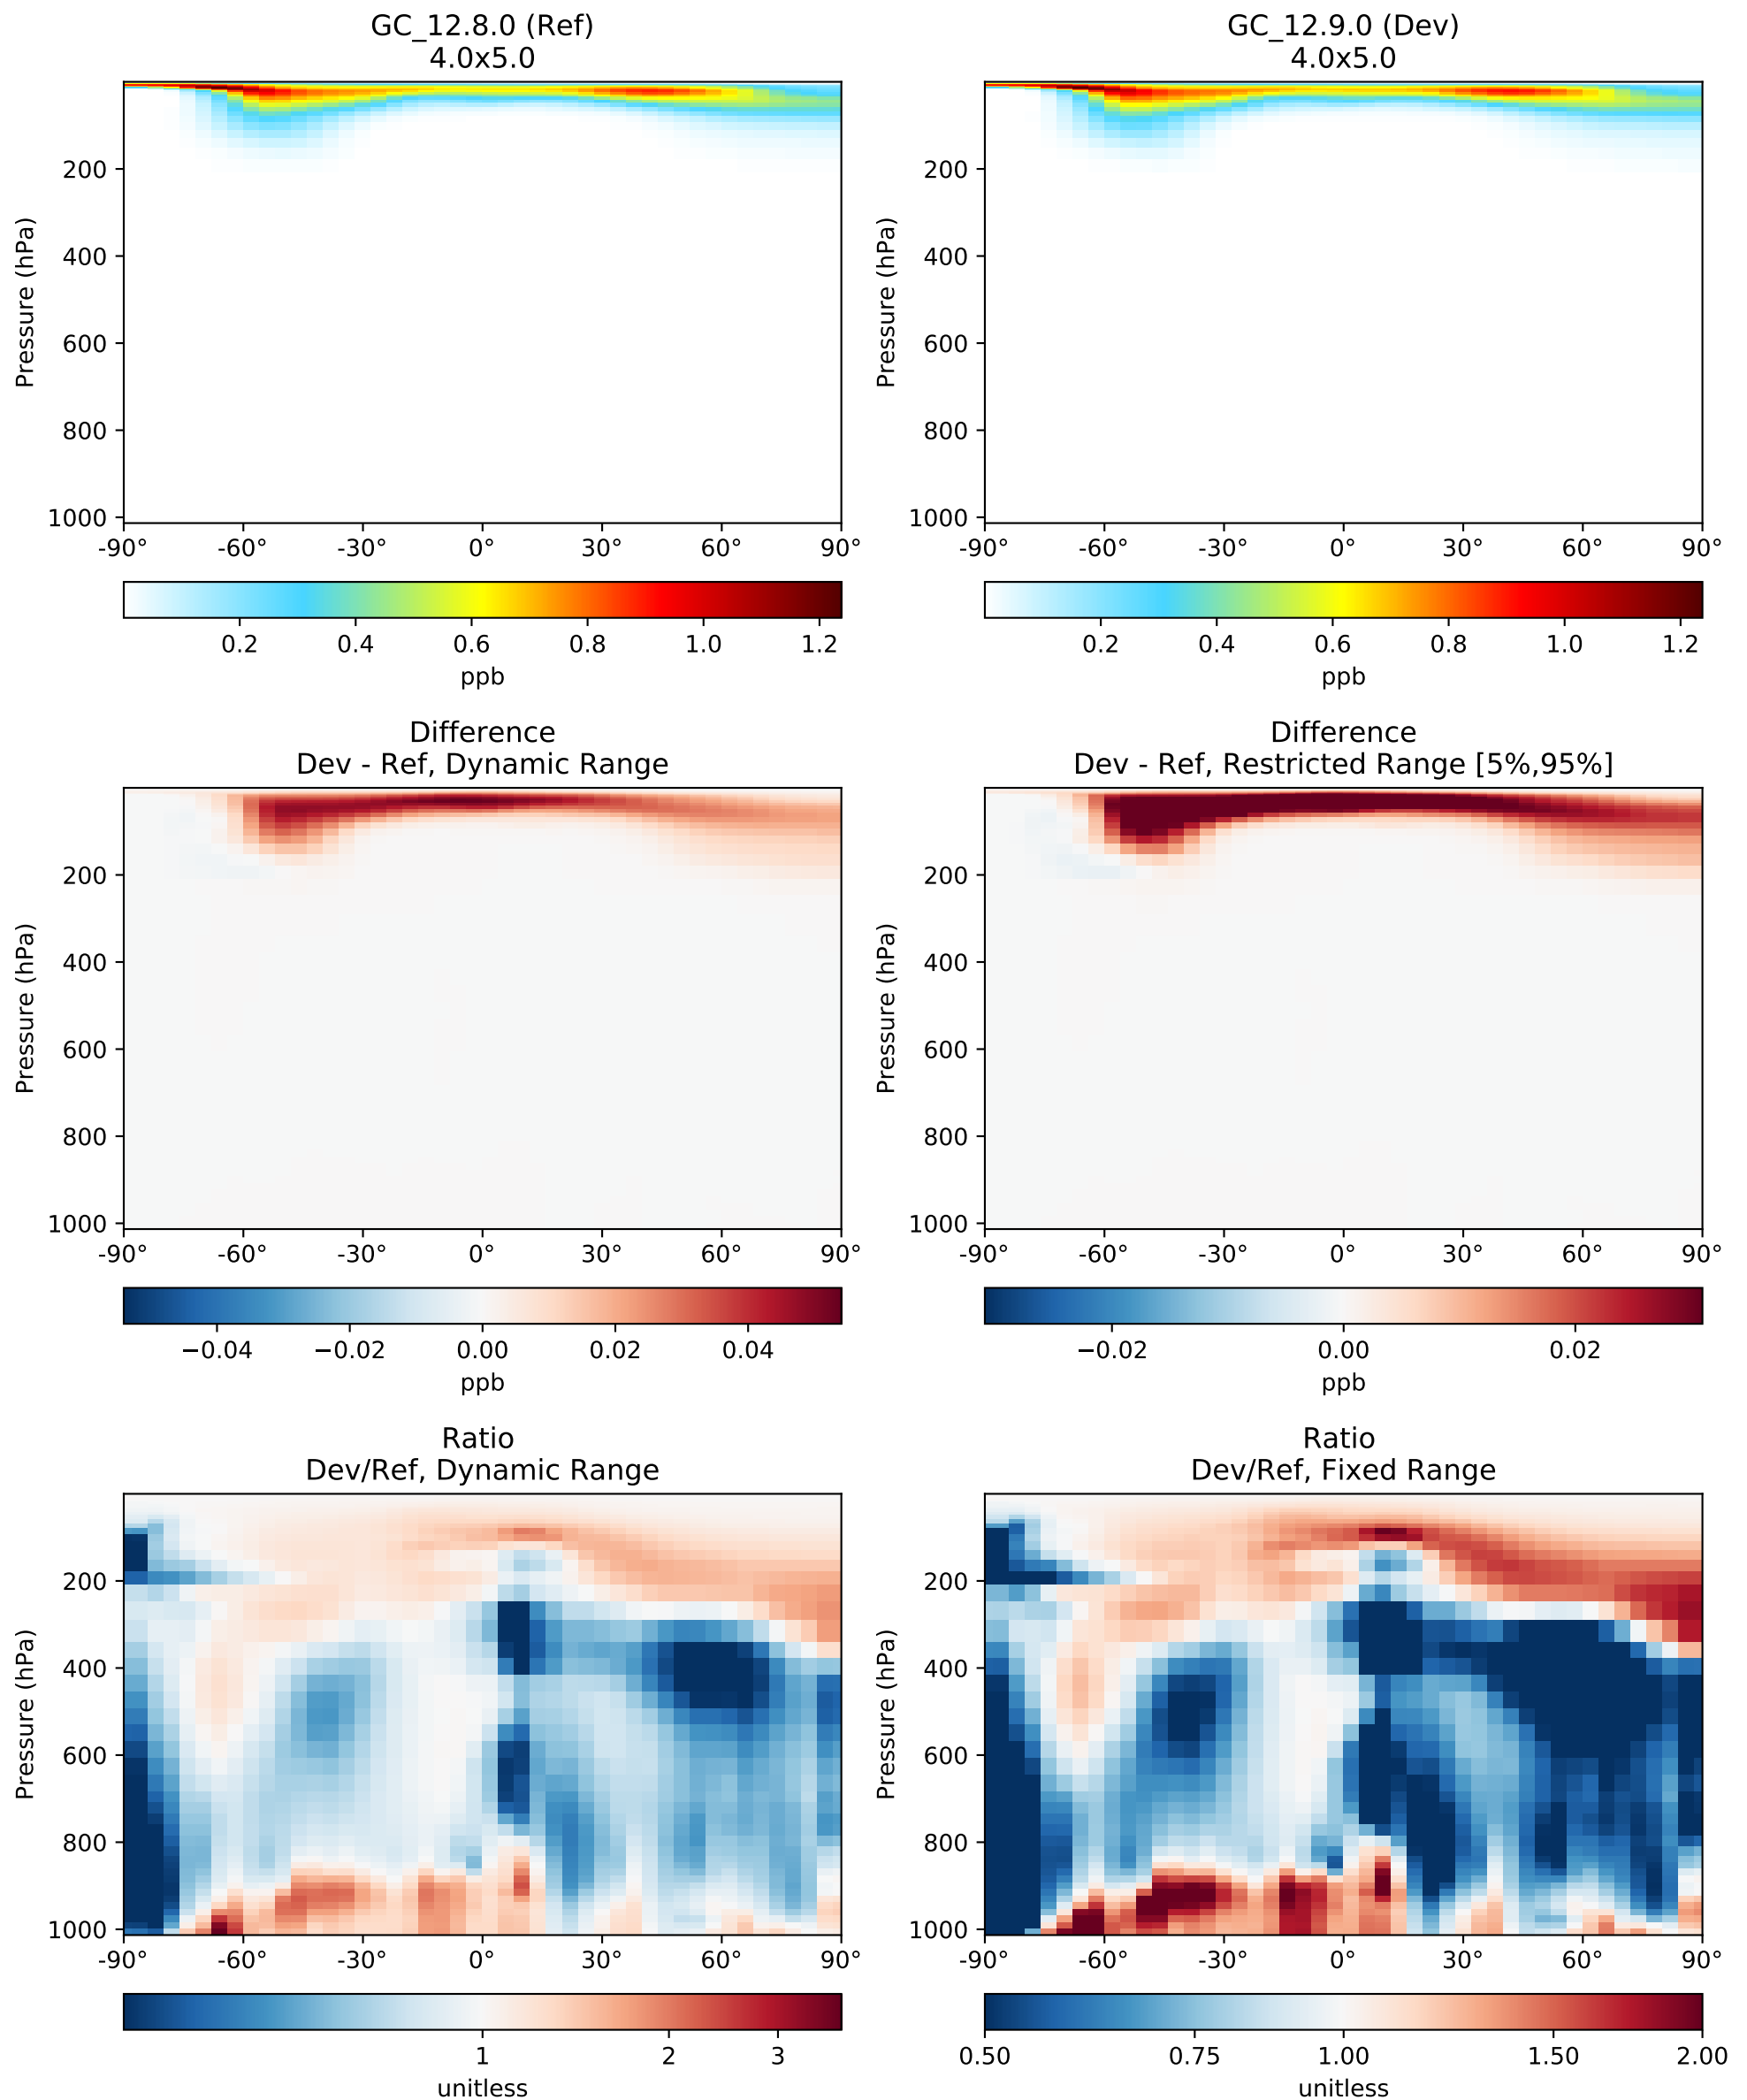 GC_12.8.0 (Ref)
4.0x5.0
Pressure (hPa)
200
400
600
800
1000
-90° -60° -30° 0° 30° 60° 90°
0.2 0.4 0.6 0.8 1.0 1.2
ppb
GC_12.9.0 (Dev)
4.0x5.0
Pressure (hPa)
200
400
600
800
1000
-90° -60° -30° 0° 30° 60° 90°
0.2 0.4 0.6 0.8 1.0 1.2
ppb
Difference
Dev - Ref, Dynamic Range
Pressure (hPa)
200
400
600
800
1000
-90° -60° -30° 0° 30° 60° 90°
−0.04 −0.02 0.00 0.02 0.04
ppb
Difference
Dev - Ref, Restricted Range [5%,95%]
Pressure (hPa)
200
400
600
800
1000
-90° -60° -30° 0° 30° 60° 90°
−0.02 0.00 0.02
ppb
Ratio
Dev/Ref, Dynamic Range
Pressure (hPa)
200
400
600
800
1000
-90° -60° -30° 0° 30° 60° 90°
1 2 3
unitless
Ratio
Dev/Ref, Fixed Range
Pressure (hPa)
200
400
600
800
1000
-90° -60° -30° 0° 30° 60° 90°
0.50 0.75 1.00 1.50 2.00
unitless